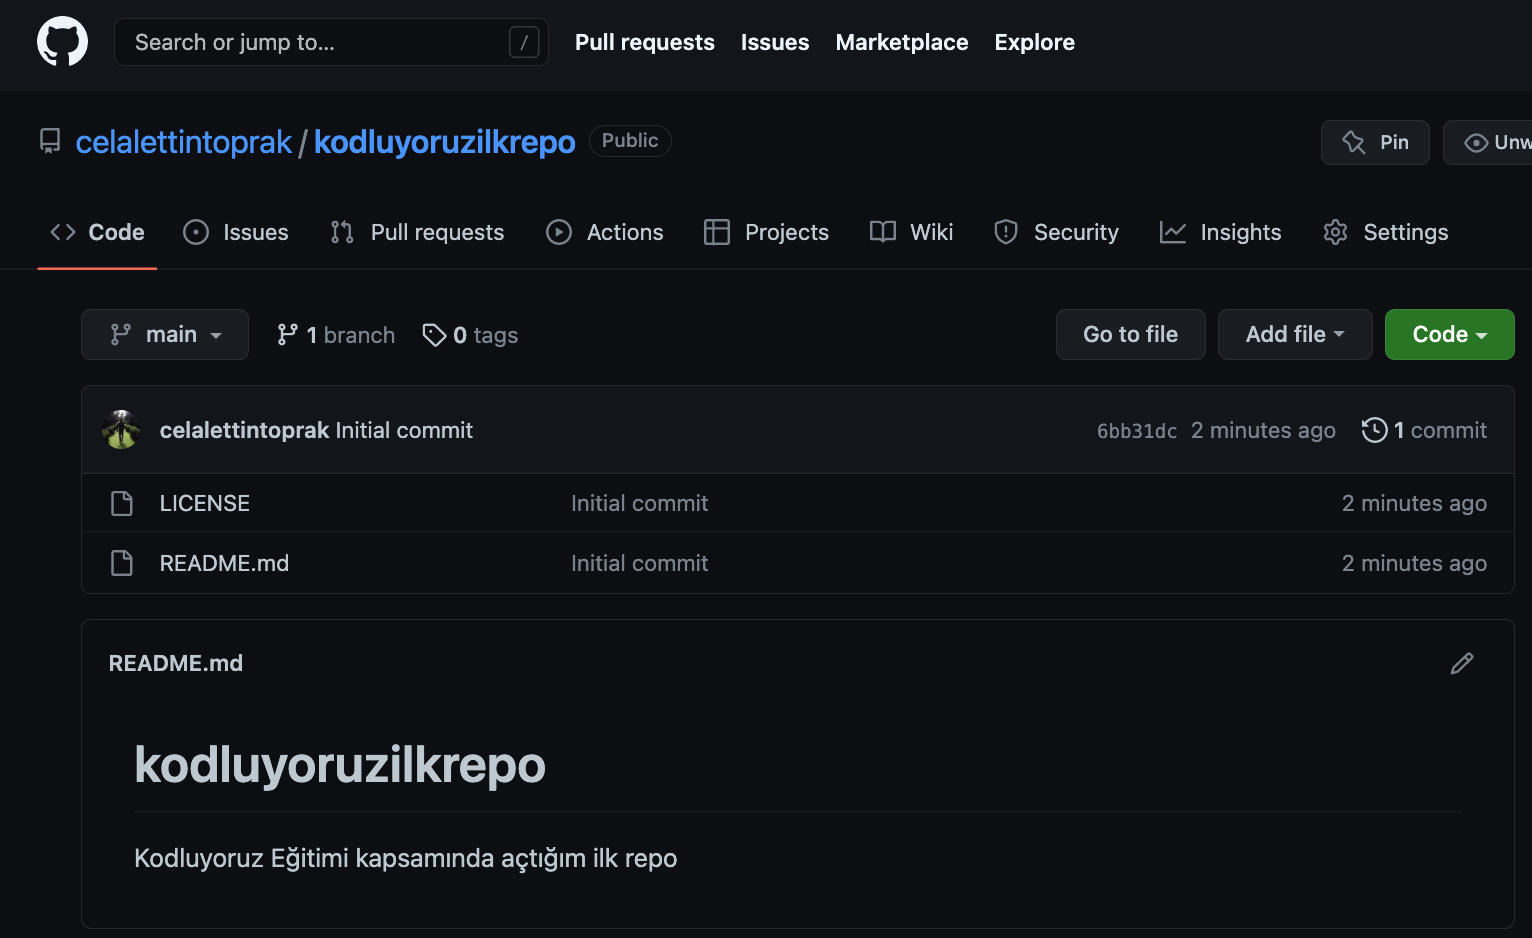 Search or jump to... / Pull requests Issues Marketplace Explore
celalettintoprak / kodluyoruzilkrepo Public Pin Unw
Code Issues Pull requests Actions Projects Wiki Security Insights Settings
main 1 branch 0 tags Go to file Add file Code
celalettintoprak Initial commit 6bb31dc 2 minutes ago 1 commit
LICENSE Initial commit 2 minutes ago
README.md Initial commit 2 minutes ago
README.md
kodluyoruzilkrepo
Kodluyoruz Eğitimi kapsamında açtığım ilk repo